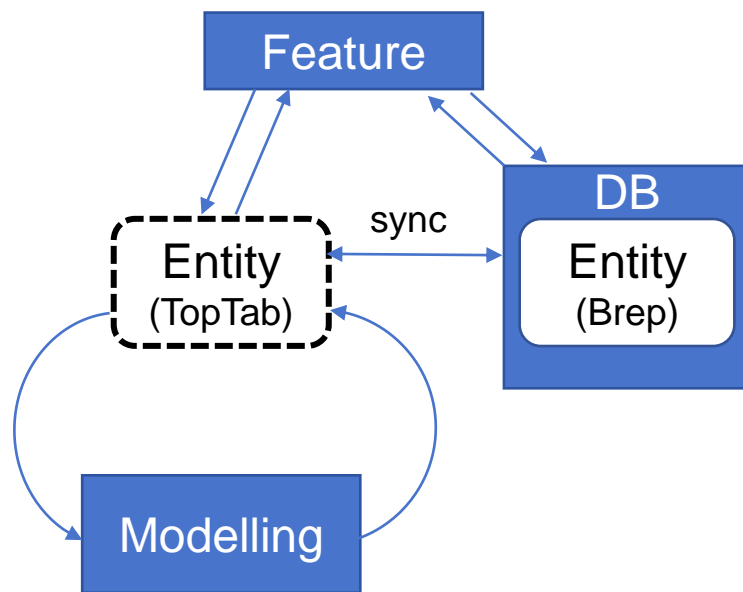 Feature
DB
sync
Entity
(TopTab)
Entity
(Brep)
Modelling